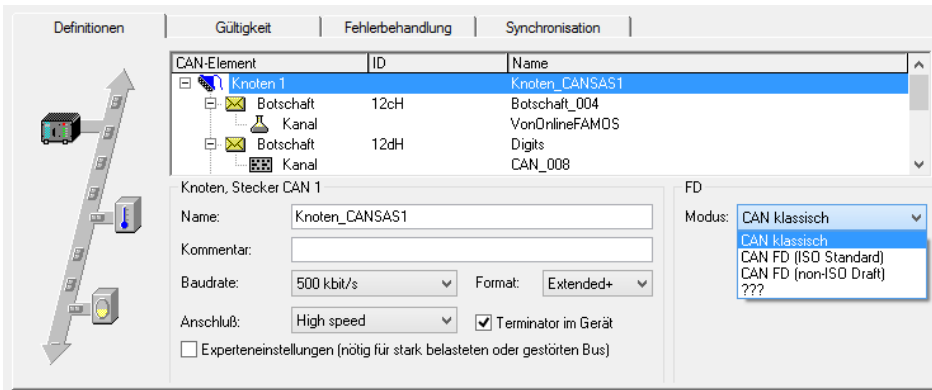 Definitionen Gültigkeit Fehlerbehandlung Synchronisation
CAN-Element ID Name
Knoten 1 Knoten_CANSAS1
Botschaft 12cH Botschaft_004
Kanal VonOnlineFAMOS
Botschaft 12dH Digits
Kanal CAN_008
Knoten, Stecker CAN 1
Name: Knoten_CANSAS1
Kommentar:
Baudrate: 500 kbit/s Format: Extended+
Anschluß: High speed Terminator im Gerät
Experteneinstellungen (nötig für stark belasteten oder gestörten Bus)
FD
Modus: CAN klassisch
CAN klassisch
CAN FD (ISO Standard)
CAN FD (non-ISO Draft)
???